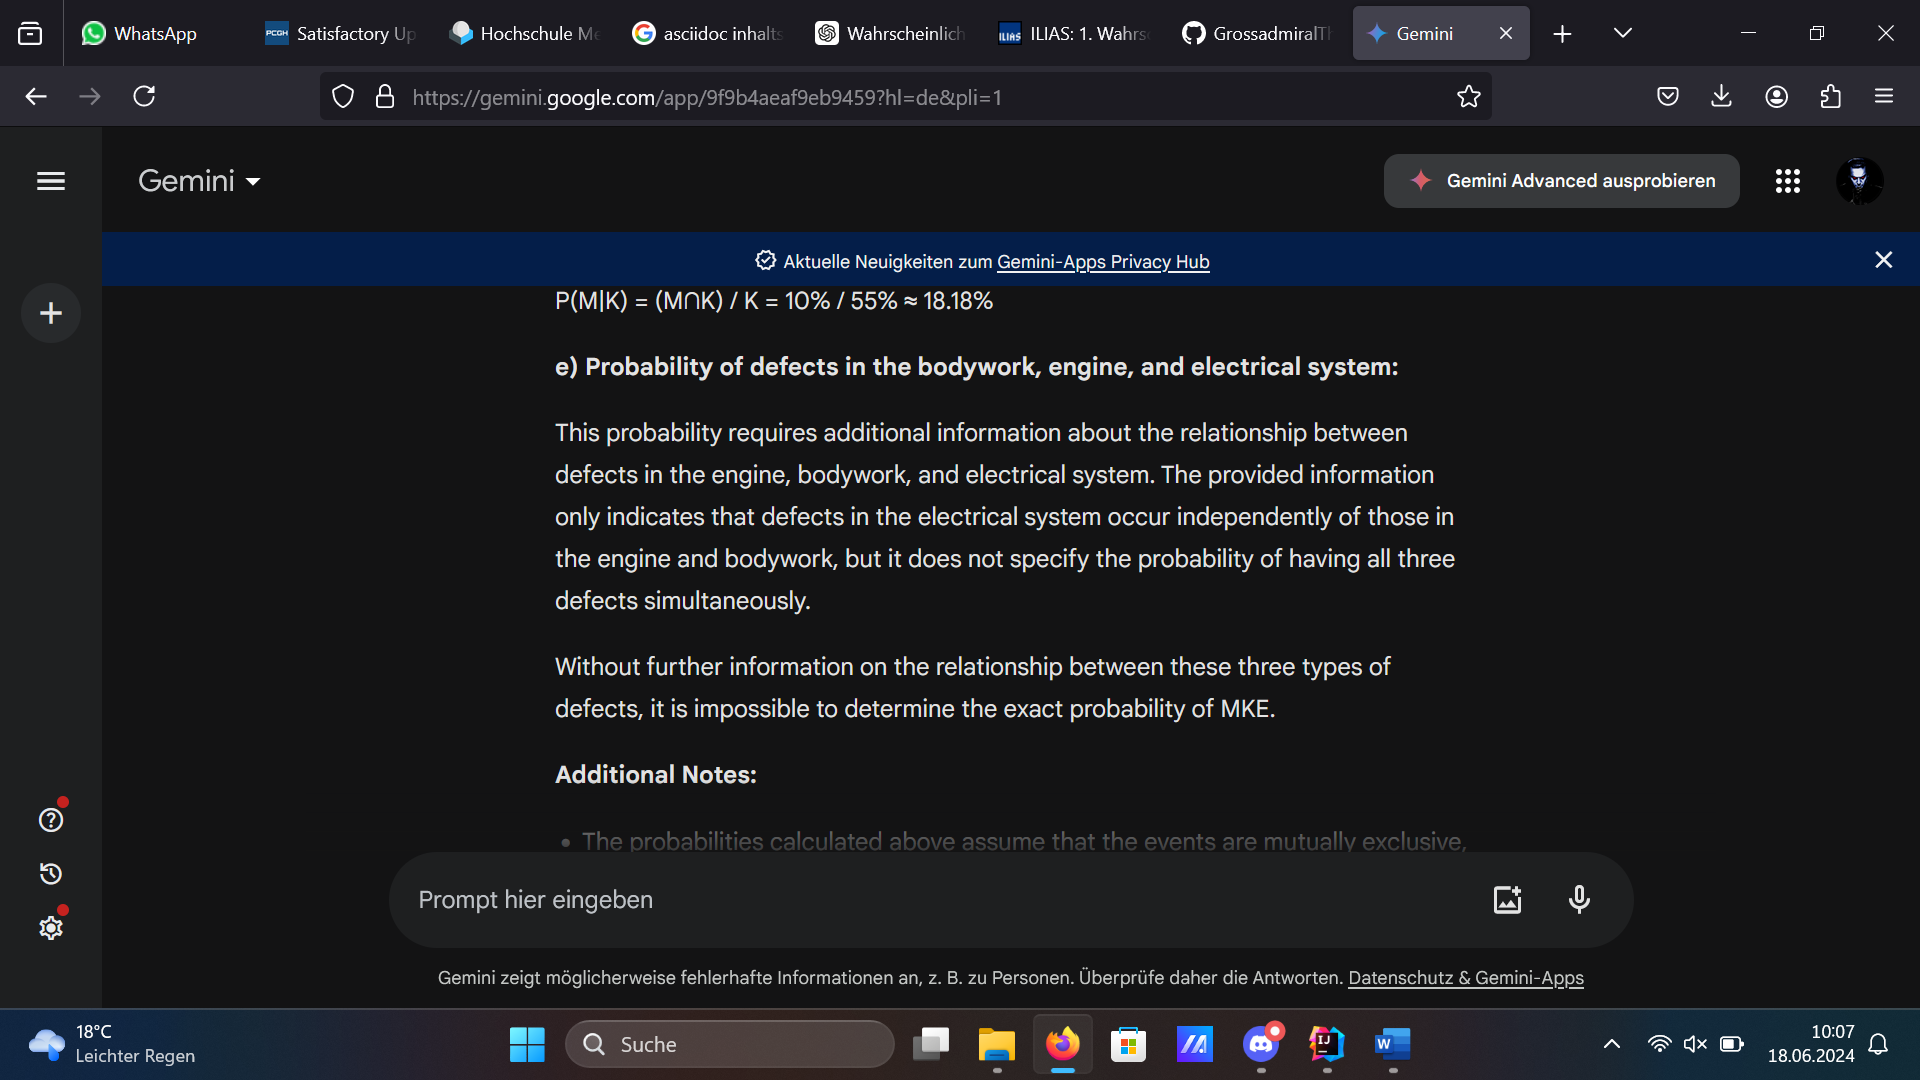 WhatsApp
PCGH Satisfactory Up
Hochschule Me
asciidoc inhalts
Wahrscheinlich
ILIAS ILIAS: 1. Wahrs
GrossadmiralTh
Gemini
https://gemini.google.com/app/9f9b4aeaf9eb9459?hl=de&pli=1
Gemini
Gemini Advanced ausprobieren
Aktuelle Neuigkeiten zum Gemini-Apps Privacy Hub
P(M|K) = (M∩K) / K = 10% / 55% ≈ 18.18%
e) Probability of defects in the bodywork, engine, and electrical system:
This probability requires additional information about the relationship between
defects in the engine, bodywork, and electrical system. The provided information
only indicates that defects in the electrical system occur independently of those in
the engine and bodywork, but it does not specify the probability of having all three
defects simultaneously.
Without further information on the relationship between these three types of
defects, it is impossible to determine the exact probability of MKE.
Additional Notes:
• The probabilities calculated above assume that the events are mutually exclusive,
Prompt hier eingeben
Gemini zeigt möglicherweise fehlerhafte Informationen an, z. B. zu Personen. Überprüfe daher die Antworten. Datenschutz & Gemini-Apps
18°C
Leichter Regen
Suche
IJ
W
10:07
18.06.2024